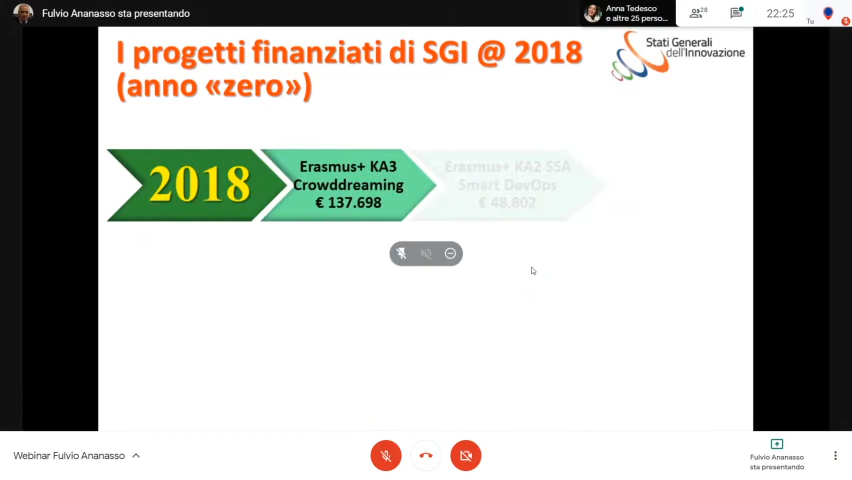 Fulvio Ananasso sta presentando
Anna Tedesco
e altre 25 perso...
28
22:25
Tu
I progetti finanziati di SGI @ 2018
(anno «zero»)
Stati Generali
dell'Innovazione
2018
Erasmus+ KA3
Crowddreaming
€ 137.698
Erasmus+ KA2 SSA
Smart DevOps
€ 48.802
Webinar Fulvio Ananasso
Fulvio Ananasso
sta presentando